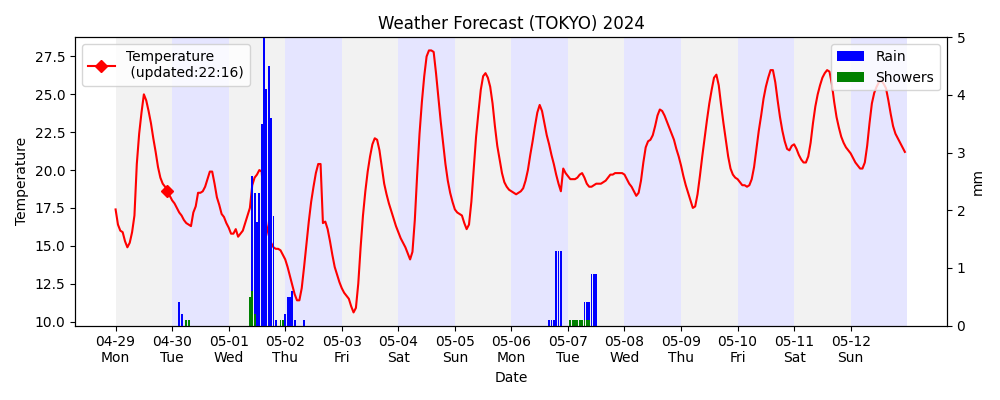 Weather Forecast (TOKYO) 2024
Temperature
(updated:22:16)
Rain
Showers
Temperature
27.5
25.0
22.5
20.0
17.5
15.0
12.5
10.0
5
4
3
2
1
0
mm
04-29 04-30 05-01 05-02 05-03 05-04 05-05 05-06 05-07 05-08 05-09 05-10 05-11 05-12
Mon Tue Wed Thu Fri Sat Sun Mon Tue Wed Thu Fri Sat Sun
Date